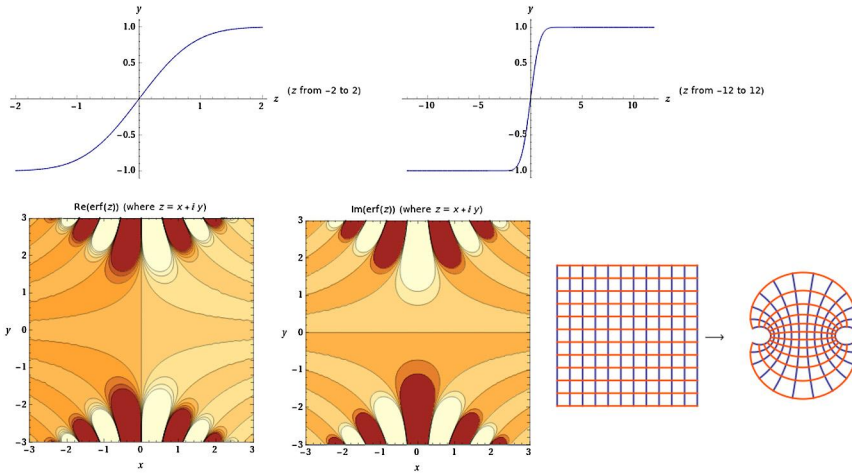 y
1.0
0.5
-2 -1 1 2 z
-0.5
-1.0
(z from -2 to 2)
y
1.0
0.5
-10 -5 5 10 z
-0.5
-1.0
(z from -12 to 12)
Re(erf(z)) (where z = x + i y)
3
2
1
y 0
-1
-2
-3
-3 -2 -1 0 1 2 3
x
Im(erf(z)) (where z = x + i y)
3
2
1
y 0
-1
-2
-3
-3 -2 -1 0 1 2 3
x
→